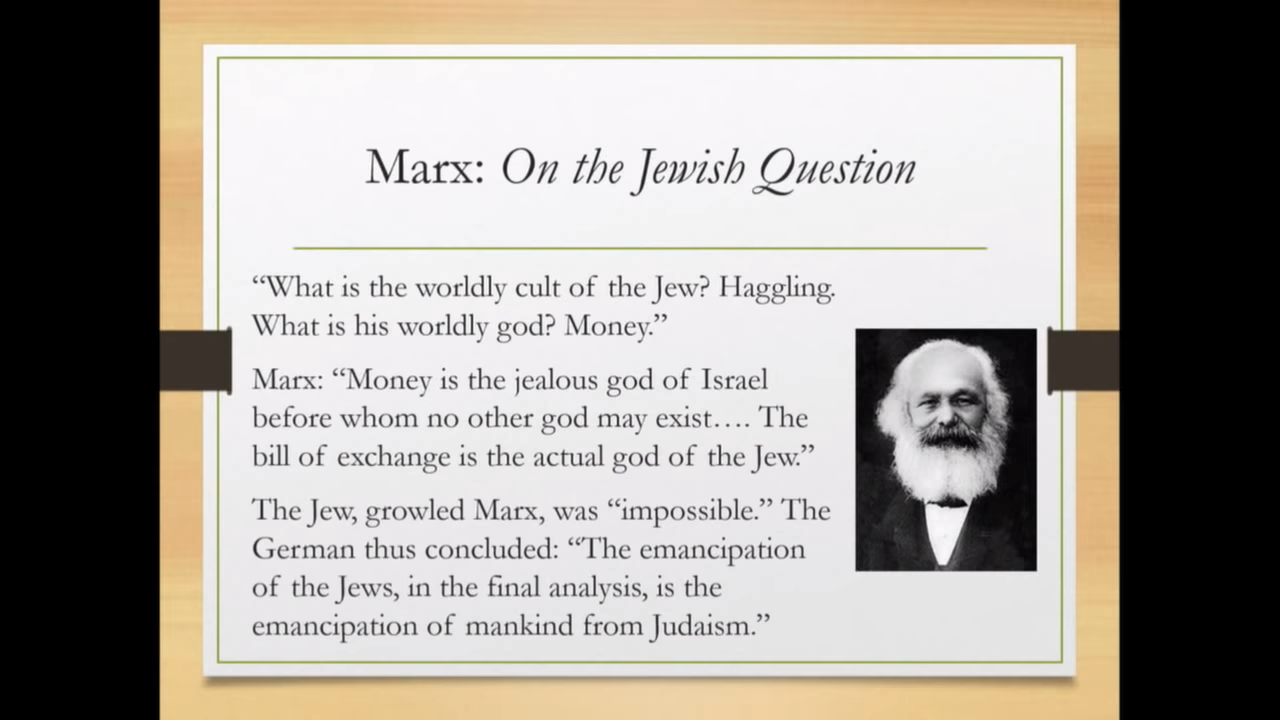 Marx: On the Jewish Question
“What is the worldly cult of the Jew? Haggling.
What is his worldly god? Money.”
Marx: “Money is the jealous god of Israel
before whom no other god may exist…. The
bill of exchange is the actual god of the Jew.”
The Jew, growled Marx, was “impossible.” The
German thus concluded: “The emancipation
of the Jews, in the final analysis, is the
emancipation of mankind from Judaism.”